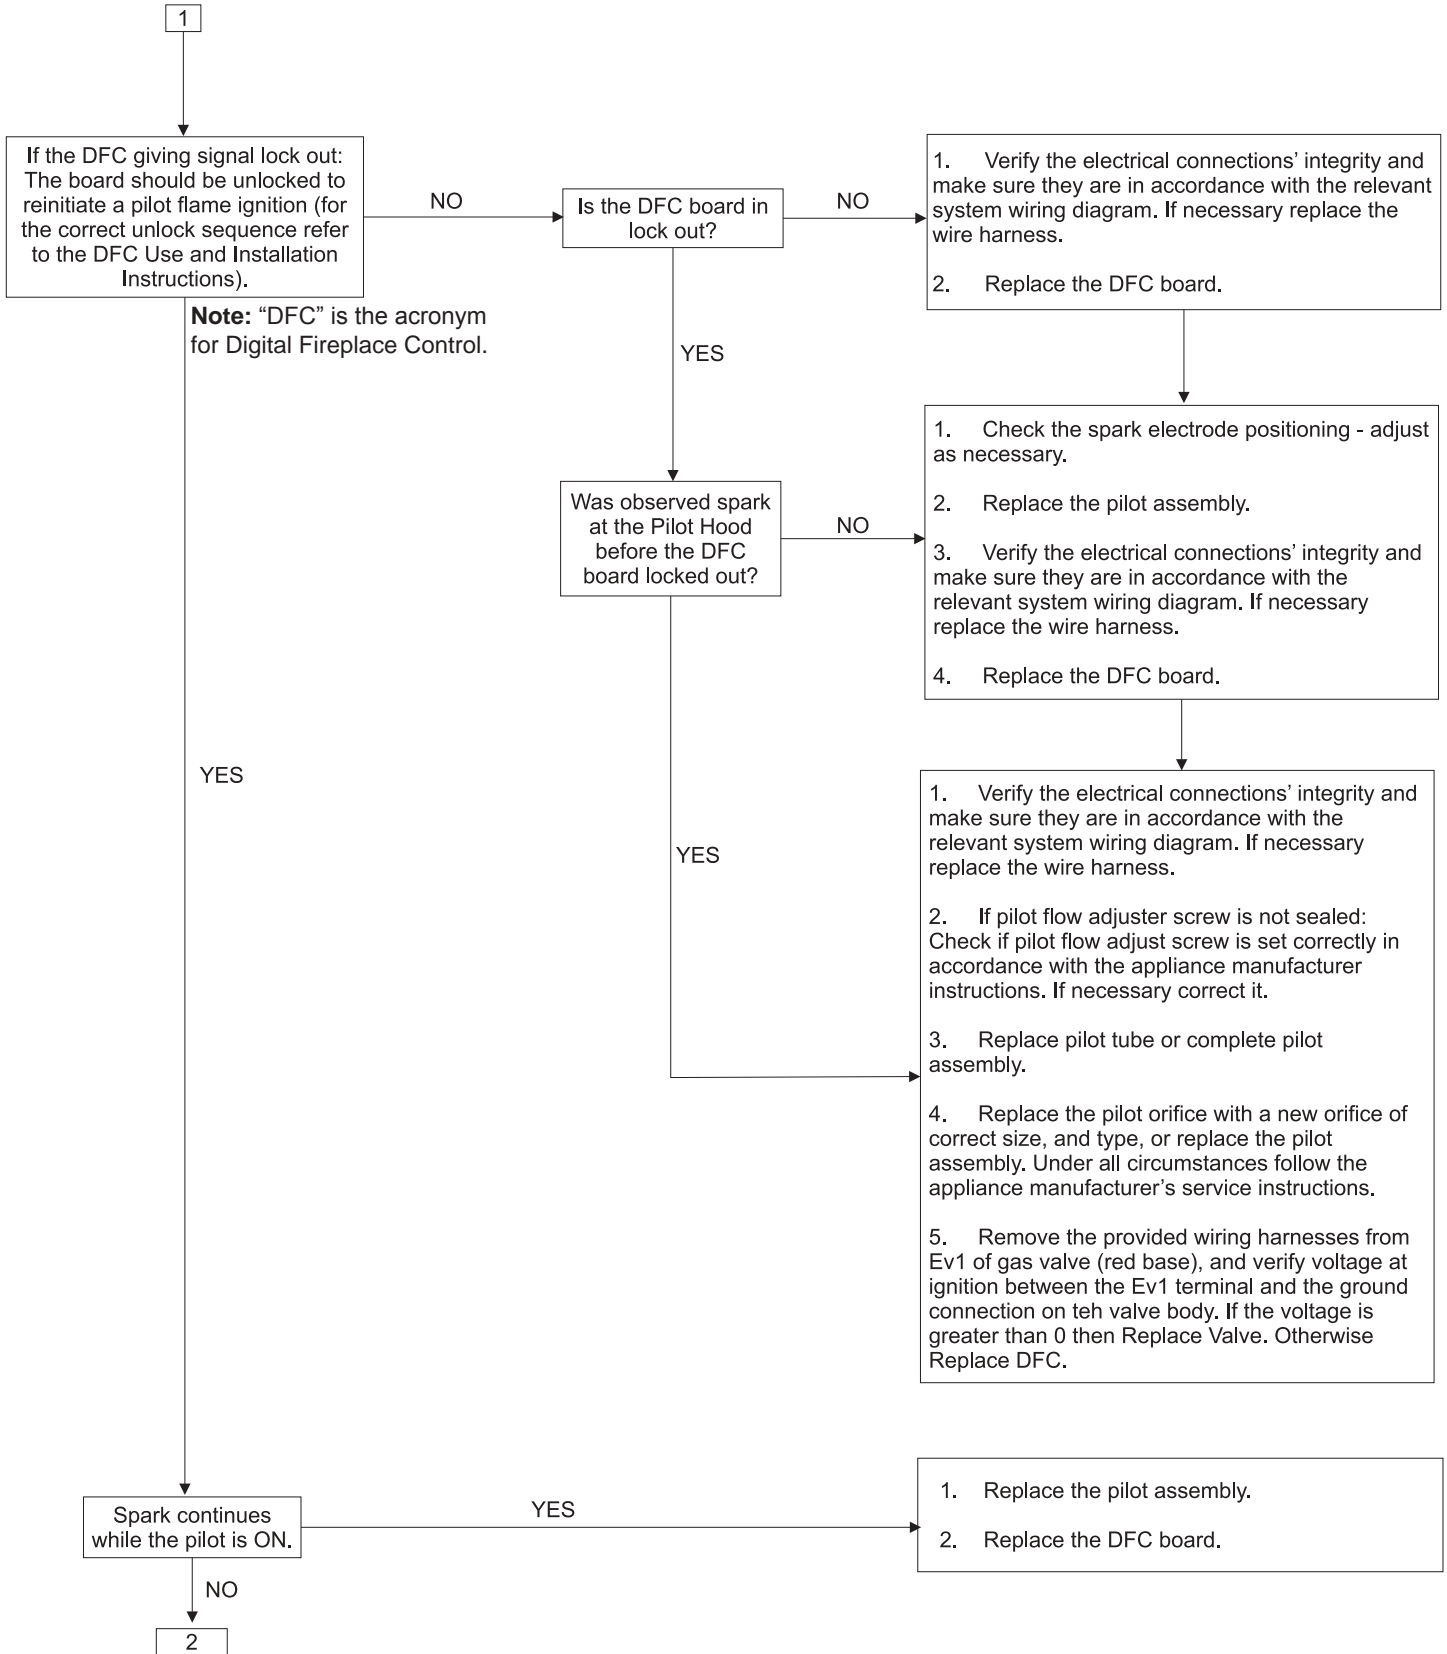 1
If the DFC giving signal lock out:
The board should be unlocked to
reinitiate a pilot flame ignition (for
the correct unlock sequence refer
to the DFC Use and Installation
Instructions).
NO
Is the DFC board in
lock out?
NO
1. Verify the electrical connections’ integrity and
make sure they are in accordance with the relevant
system wiring diagram. If necessary replace the
wire harness.
2. Replace the DFC board.
Note: “DFC” is the acronym
for Digital Fireplace Control.
YES
Was observed spark
at the Pilot Hood
before the DFC
board locked out?
NO
1. Check the spark electrode positioning - adjust
as necessary.
2. Replace the pilot assembly.
3. Verify the electrical connections’ integrity and
make sure they are in accordance with the
relevant system wiring diagram. If necessary
replace the wire harness.
4. Replace the DFC board.
YES
YES
1. Verify the electrical connections’ integrity and
make sure they are in accordance with the
relevant system wiring diagram. If necessary
replace the wire harness.
2. If pilot flow adjuster screw is not sealed:
Check if pilot flow adjust screw is set correctly in
accordance with the appliance manufacturer
instructions. If necessary correct it.
3. Replace pilot tube or complete pilot
assembly.
4. Replace the pilot orifice with a new orifice of
correct size, and type, or replace the pilot
assembly. Under all circumstances follow the
appliance manufacturer’s service instructions.
5. Remove the provided wiring harnesses from
Ev1 of gas valve (red base), and verify voltage at
ignition between the Ev1 terminal and the ground
connection on teh valve body. If the voltage is
greater than 0 then Replace Valve. Otherwise
Replace DFC.
Spark continues
while the pilot is ON.
YES
1. Replace the pilot assembly.
2. Replace the DFC board.
NO
2